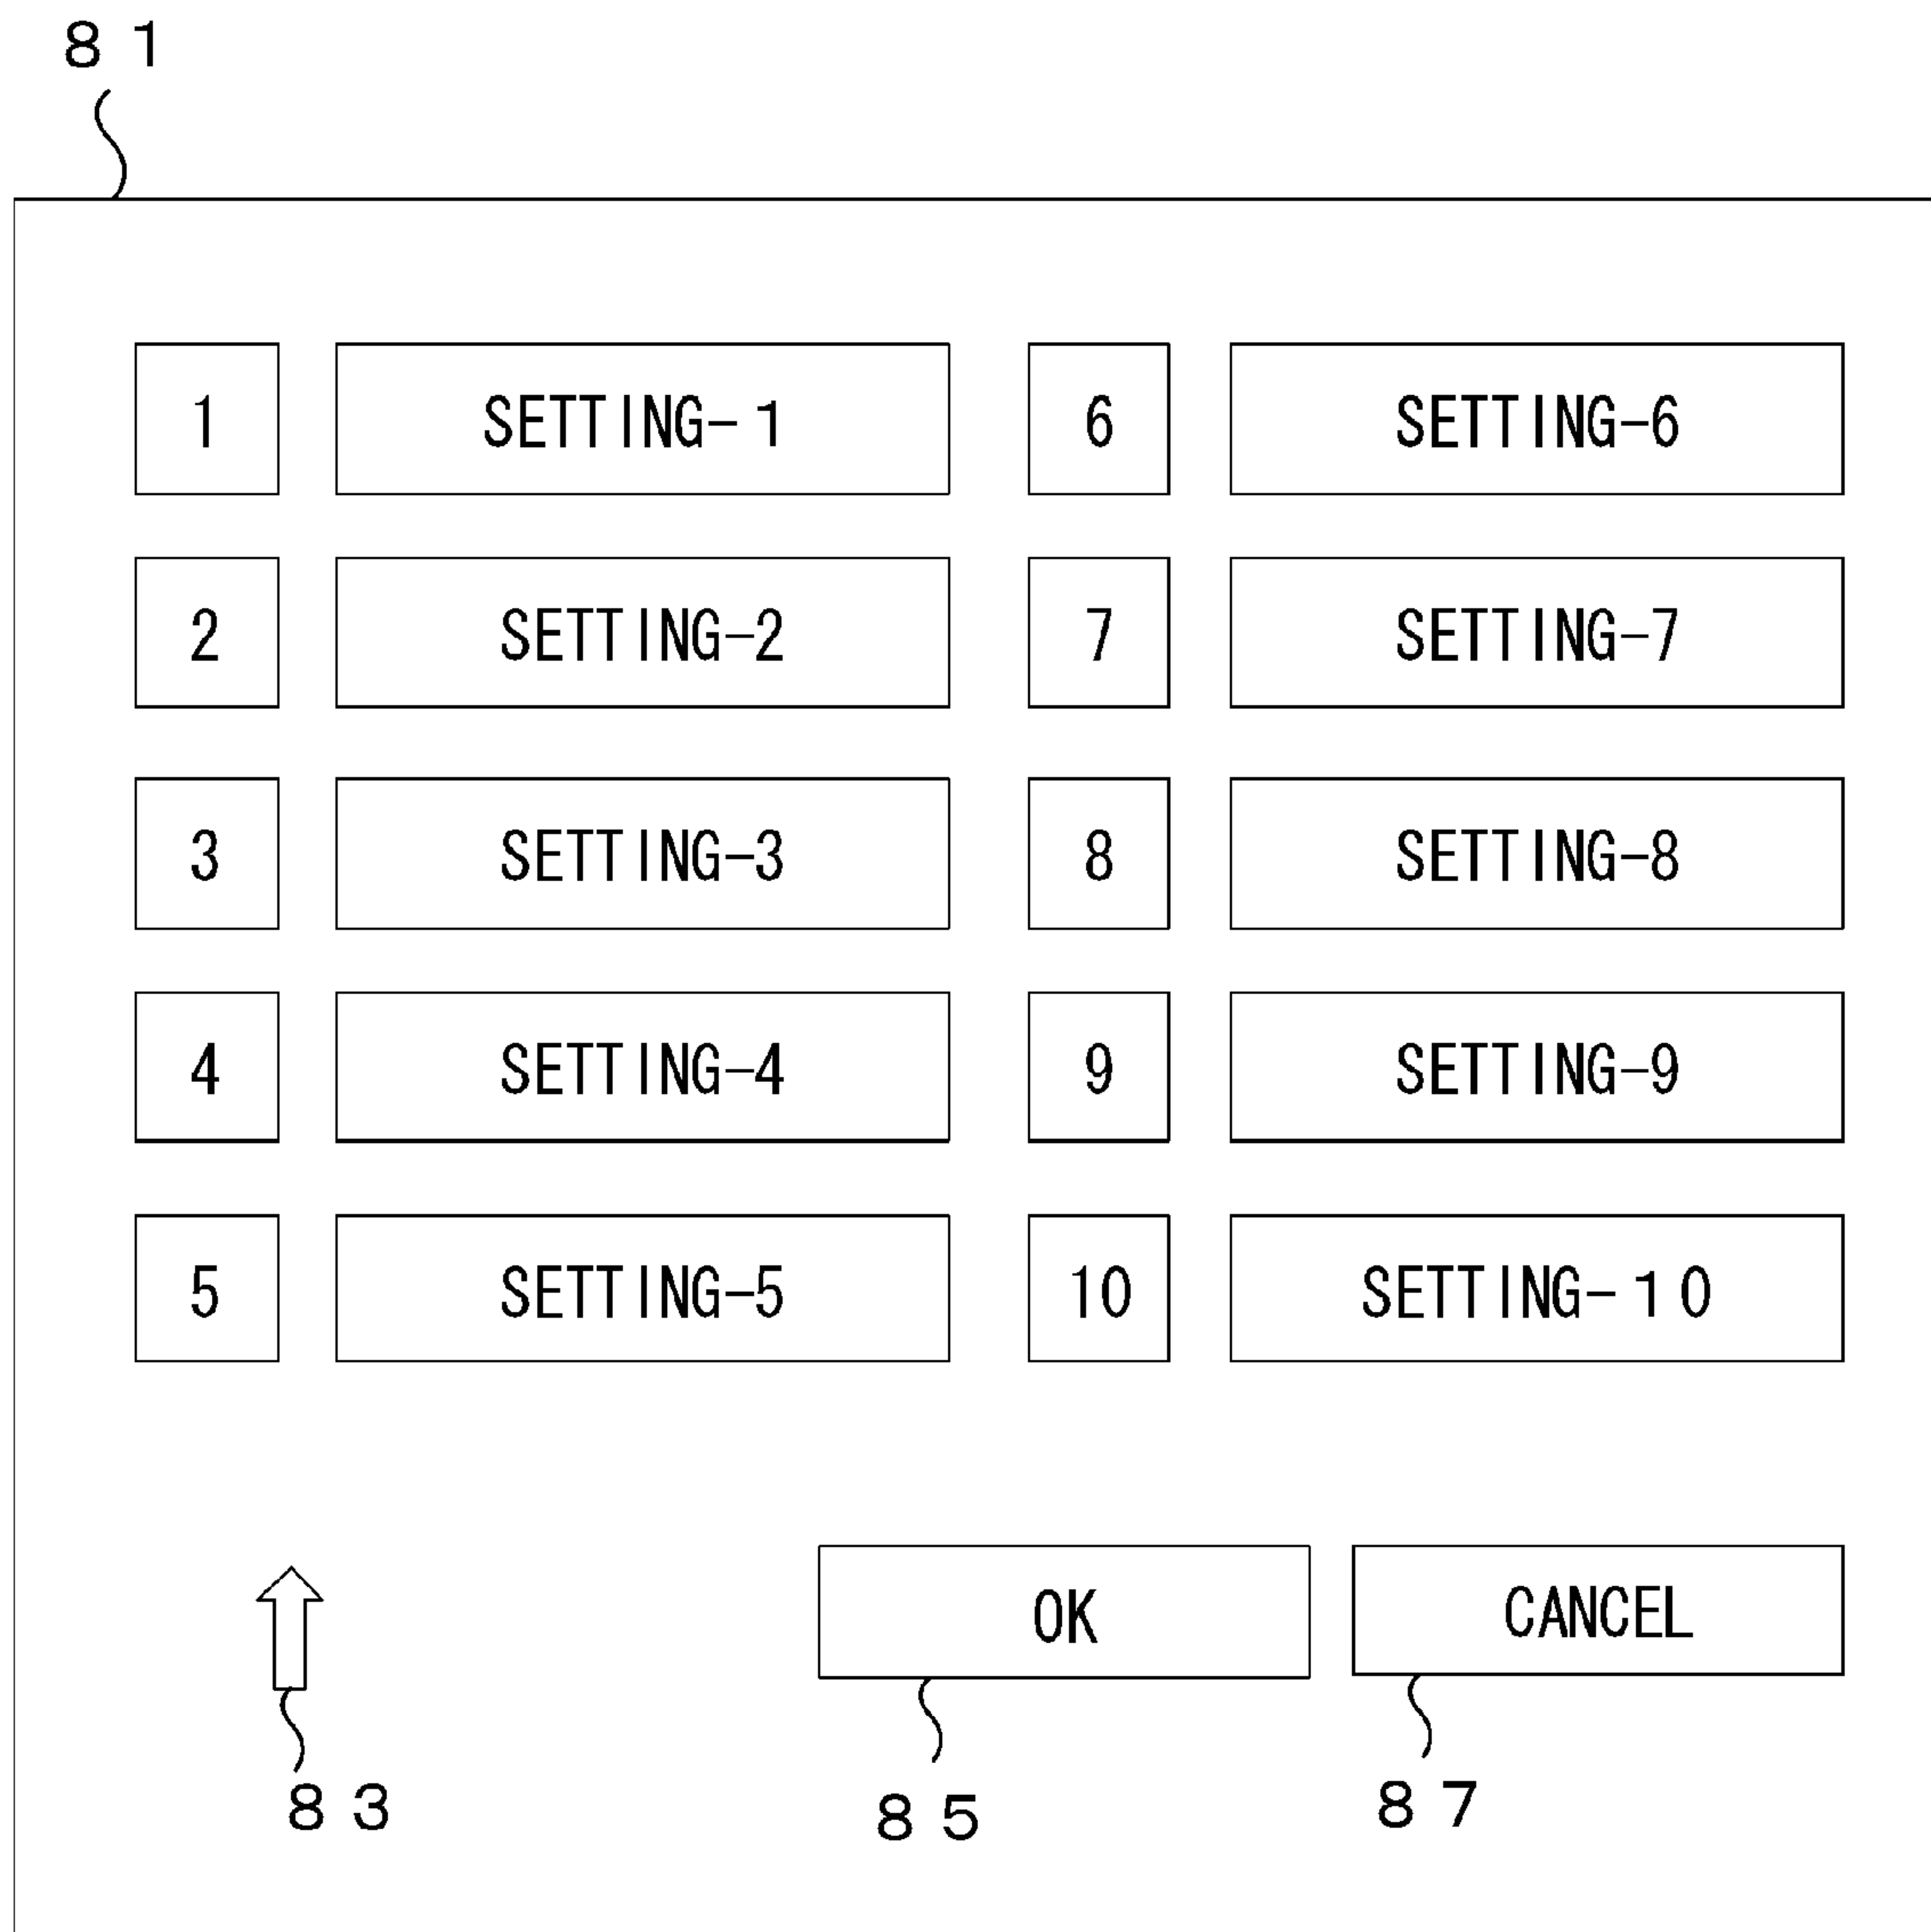 81
1 SETTING-1 6 SETTING-6
2 SETTING-2 7 SETTING-7
3 SETTING-3 8 SETTING-8
4 SETTING-4 9 SETTING-9
5 SETTING-5 10 SETTING-10
OK CANCEL
83 85 87